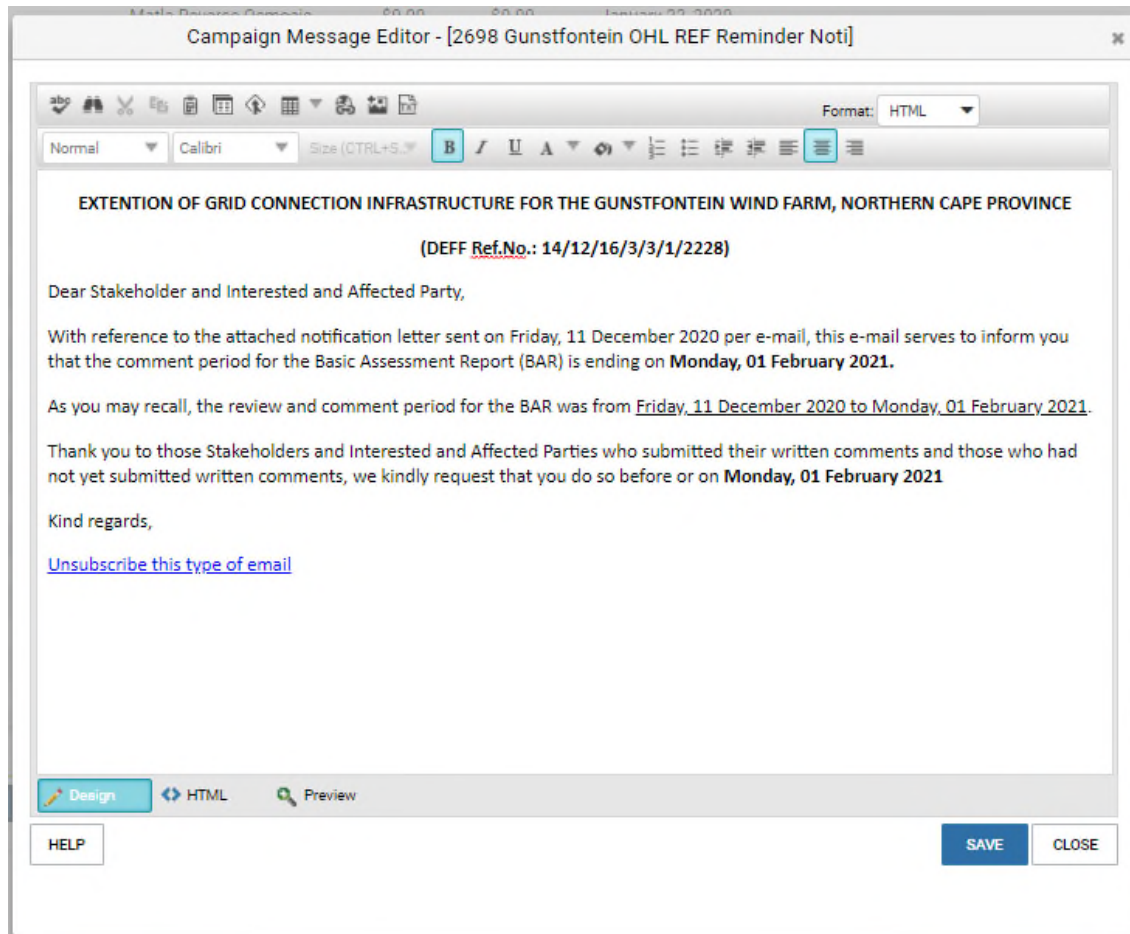 Campaign Message Editor - [2698 Gunstfontein OHL REF Reminder Noti]
Format: HTML
Normal Calibri Size (CTRL+S... B I U A
EXTENTION OF GRID CONNECTION INFRASTRUCTURE FOR THE GUNSTFONTEIN WIND FARM, NORTHERN CAPE PROVINCE
(DEFF Ref.No.: 14/12/16/3/3/1/2228)
Dear Stakeholder and Interested and Affected Party,
With reference to the attached notification letter sent on Friday, 11 December 2020 per e-mail, this e-mail serves to inform you
that the comment period for the Basic Assessment Report (BAR) is ending on Monday, 01 February 2021.
As you may recall, the review and comment period for the BAR was from Friday, 11 December 2020 to Monday, 01 February 2021.
Thank you to those Stakeholders and Interested and Affected Parties who submitted their written comments and those who had
not yet submitted written comments, we kindly request that you do so before or on Monday, 01 February 2021
Kind regards,
Unsubscribe this type of email
Design HTML Preview
HELP SAVE CLOSE